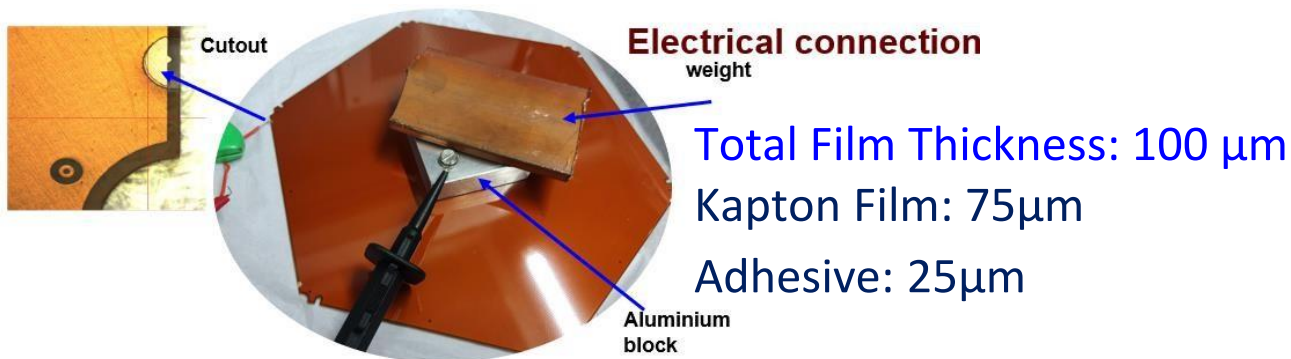 Cutout
Electrical connection
weight
Total Film Thickness: 100 μm
Kapton Film: 75μm
Adhesive: 25μm
Aluminium
block